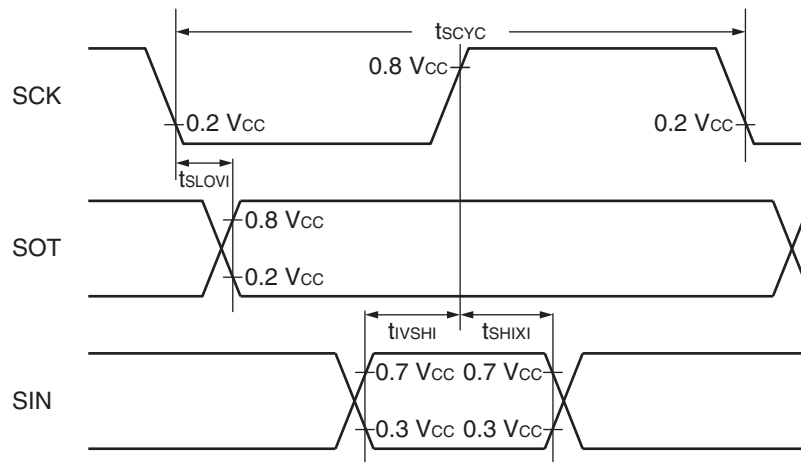 tSCYC
SCK
0.8 VCC
0.2 VCC
0.2 VCC
tSLOVI
SOT
0.8 VCC
0.2 VCC
tIVSHI
tSHIXI
SIN
0.7 VCC
0.7 VCC
0.3 VCC
0.3 VCC